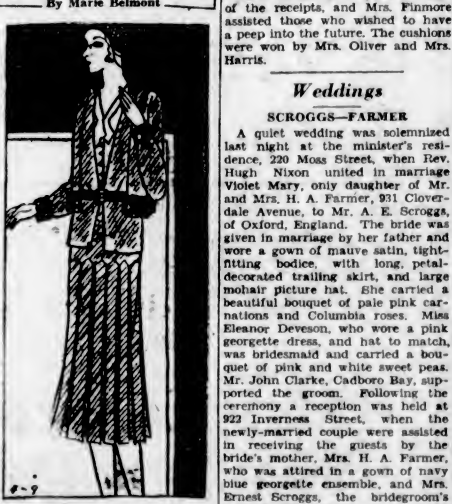 By Marie Belmont
8-9
of the receipts, and Mrs. Finmore
assisted those who wished to have
a peep into the future. The cushions
were won by Mrs. Oliver and Mrs.
Harris.
Weddings
SCROGGS—FARMER
A quiet wedding was solemnized
last night at the minister's resi-
dence, 220 Moss Street, when Rev.
Hugh Nixon united in marriage
Violet Mary, only daughter of Mr.
and Mrs. H. A. Farmer, 931 Clover-
dale Avenue, to Mr. A. E. Scroggs,
of Oxford, England. The bride was
given in marriage by her father and
wore a gown of mauve satin, tight-
fitting bodice, with long, petal-
decorated trailing skirt, and large
mohair picture hat. She carried a
beautiful bouquet of pale pink car-
nations and Columbia roses. Miss
Eleanor Deveson, who wore a pink
georgette dress, and hat to match,
was bridesmaid and carried a bou-
quet of pink and white sweet peas.
Mr. John Clarke, Cadboro Bay, sup-
ported the groom. Following the
ceremony a reception was held at
922 Inverness Street, when the
newly-married couple were assisted
in receiving the guests by the
bride's mother, Mrs. H. A. Farmer,
who was attired in a gown of navy
blue georgette ensemble, and Mrs.
Ernest Scroggs, the bridegroom's